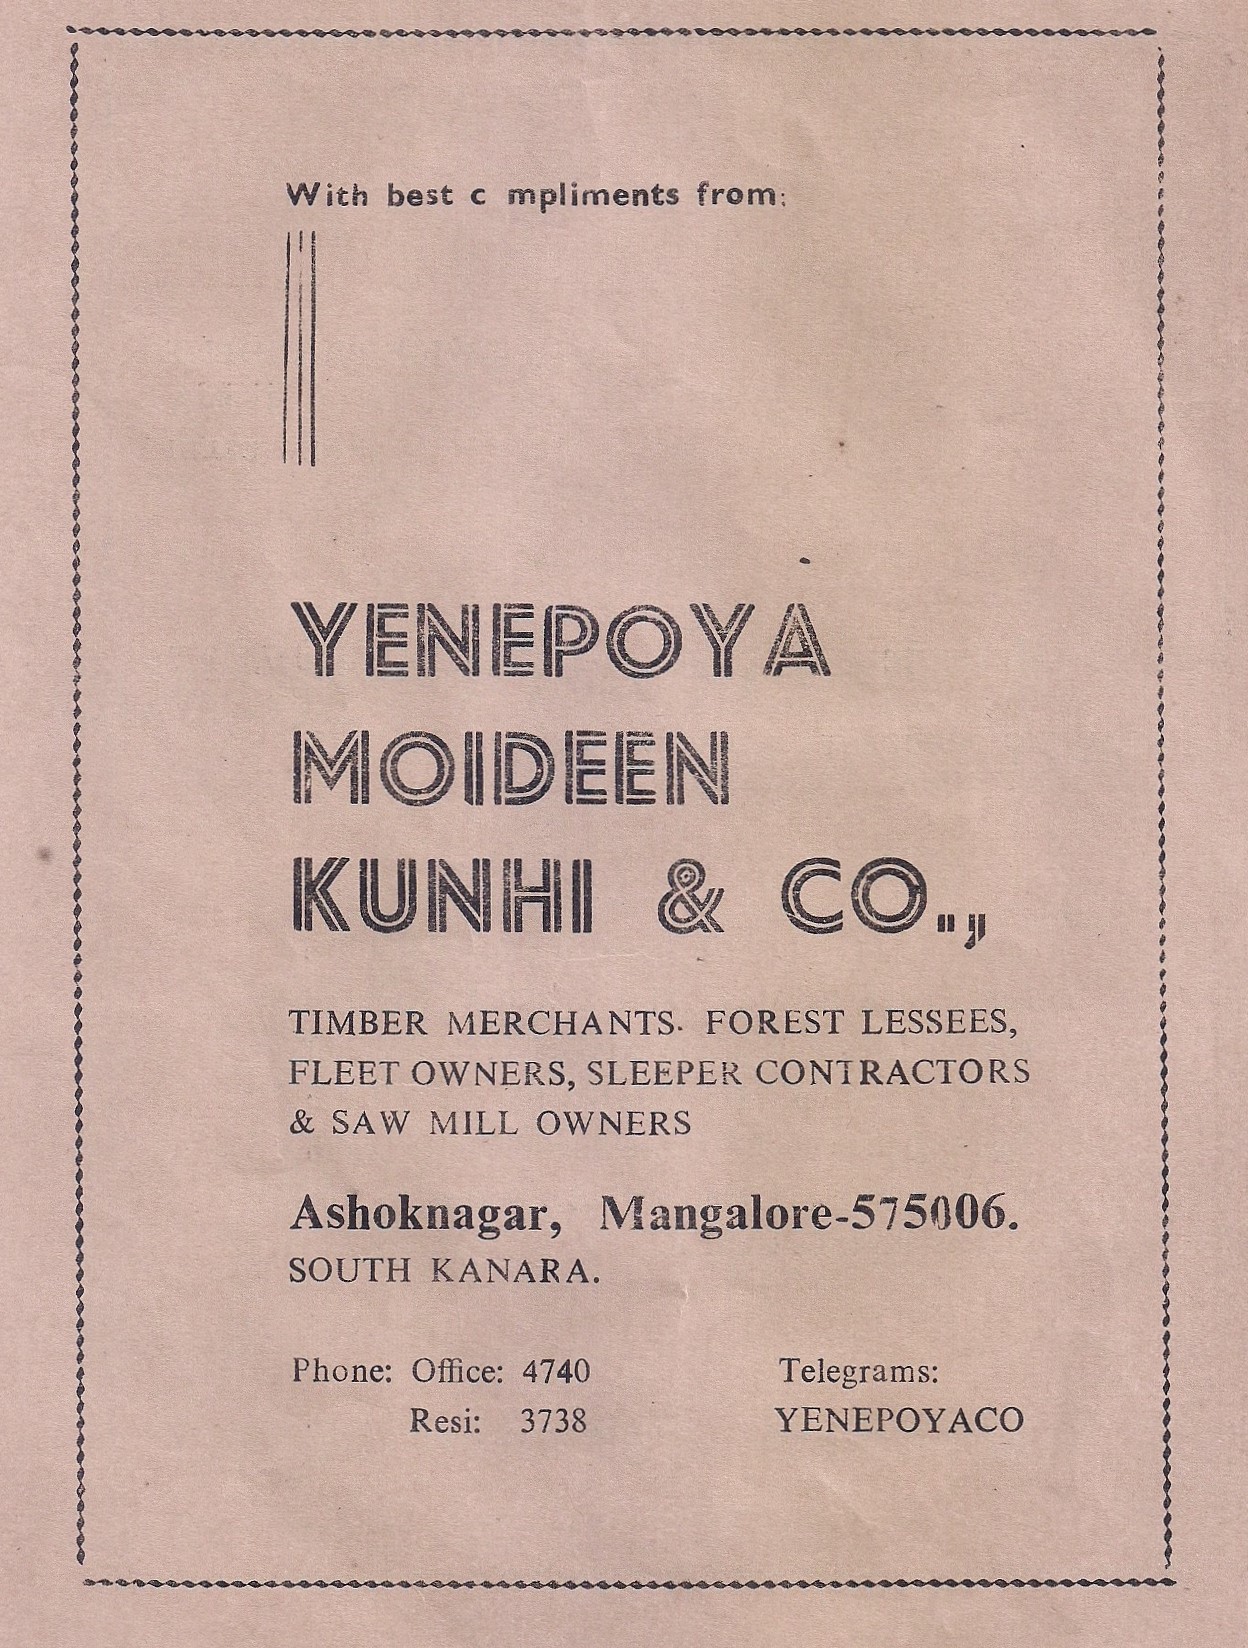 With best c mpliments from:
YENEPOYA
MOIDEEN
KUNHI & CO.,
TIMBER MERCHANTS. FOREST LESSEES,
FLEET OWNERS, SLEEPER CONTRACTORS
& SAW MILL OWNERS
Ashoknagar, Mangalore-575006.
SOUTH KANARA.
Phone: Office: 4740 Telegrams:
Resi: 3738 YENEPOYACO